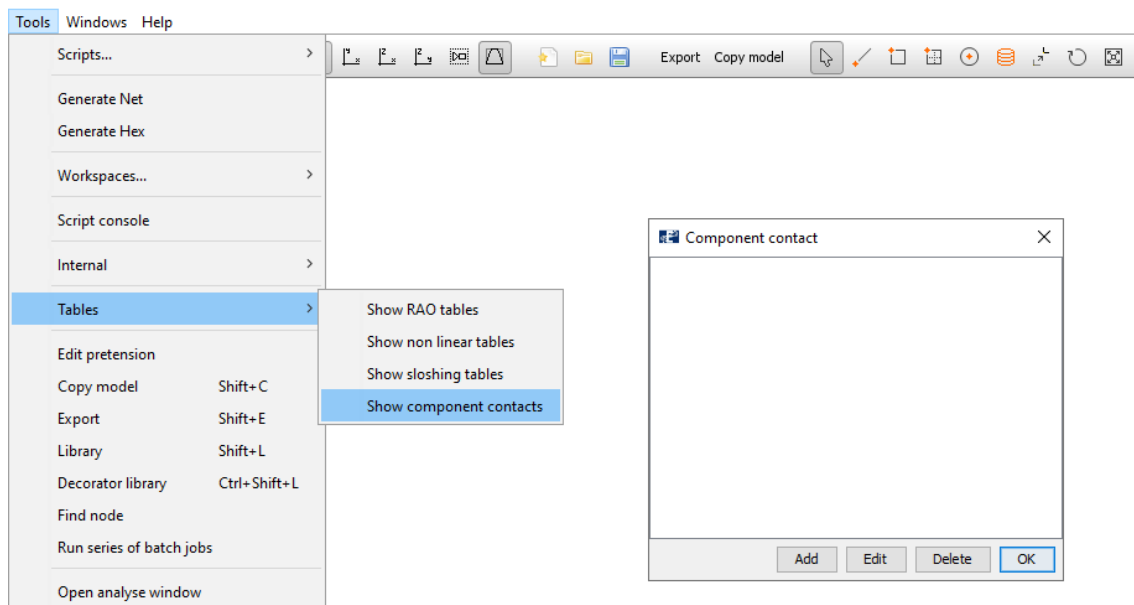 Tools Windows Help
Scripts...
Export Copy model
Generate Net
Generate Hex
Workspaces...
Script console
Internal
Tables
Show RAO tables
Show non linear tables
Show sloshing tables
Show component contacts
Edit pretension
Copy model Shift+C
Export Shift+E
Library Shift+L
Decorator library Ctrl+Shift+L
Find node
Run series of batch jobs
Open analyse window
Component contact
Add Edit Delete OK